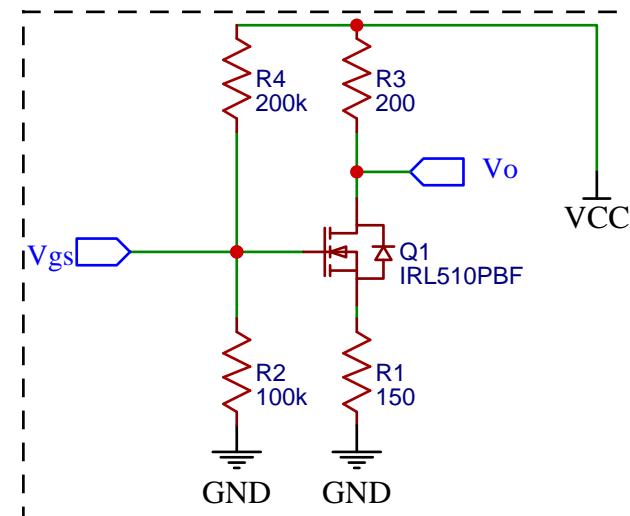 R4
200k
R3
200
Vo
VCC
Vgs
Q1
IRL510PBF
R2
100k
R1
150
GND
GND